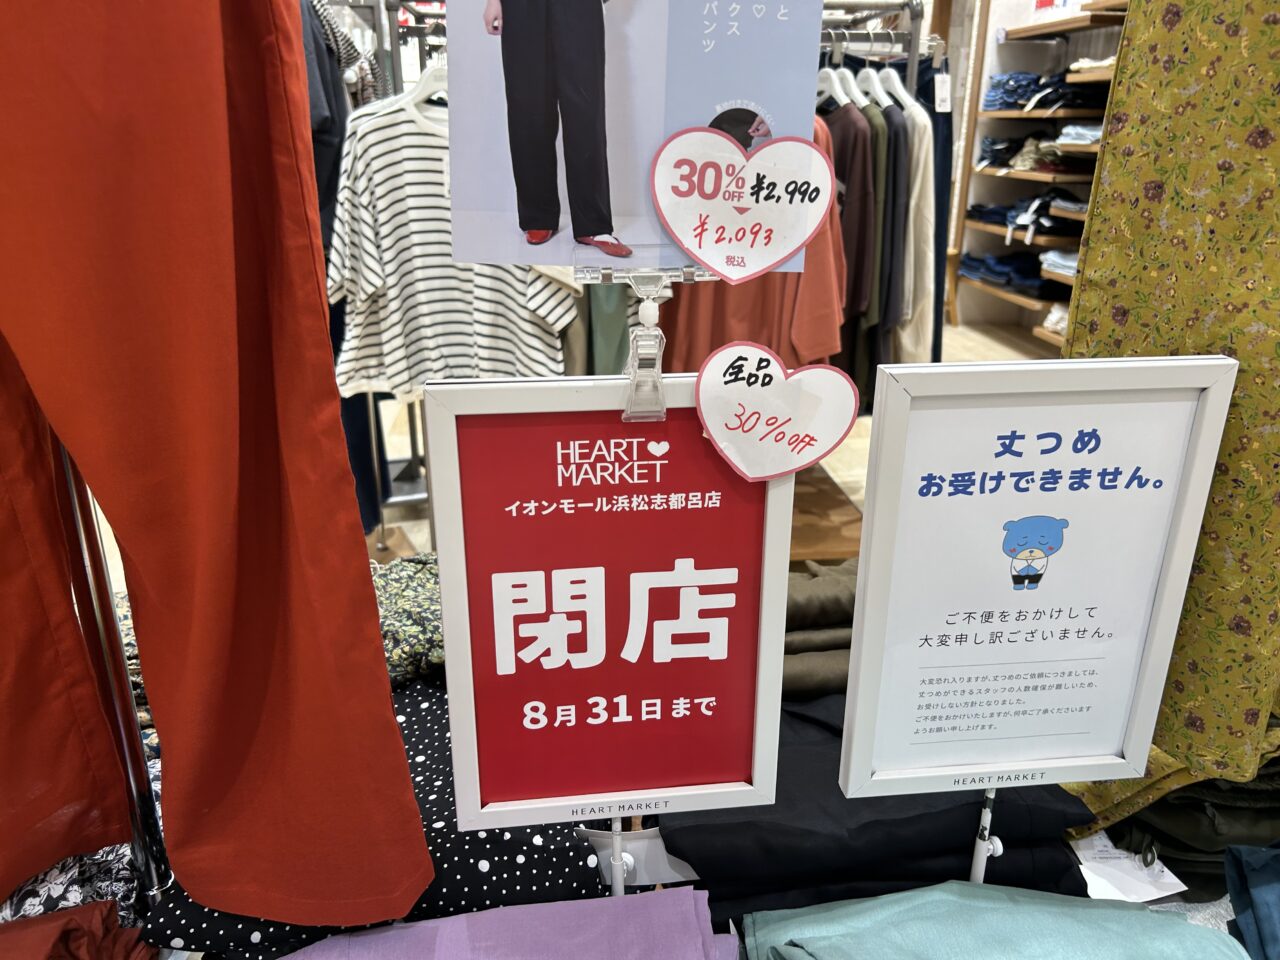 と
♡
クス
パンツ
30%
OFF
¥2,990
¥2,093
税込
全品
30%OFF
HEART
MARKET
イオンモール浜松志都呂店
閉店
8月31日まで
HEART MARKET
丈つめ
お受けできません。
ご不便をおかけして
大変申し訳ございません。
大変恐れ入りますが、丈つめのご依頼につきましては、
丈つめができるスタッフの人数確保が難しいため、
お受けしない方針となりました。
ご不便をおかけいたしますが、何卒ご了承くださいます
ようお願い申し上げます。
HEART MARKET